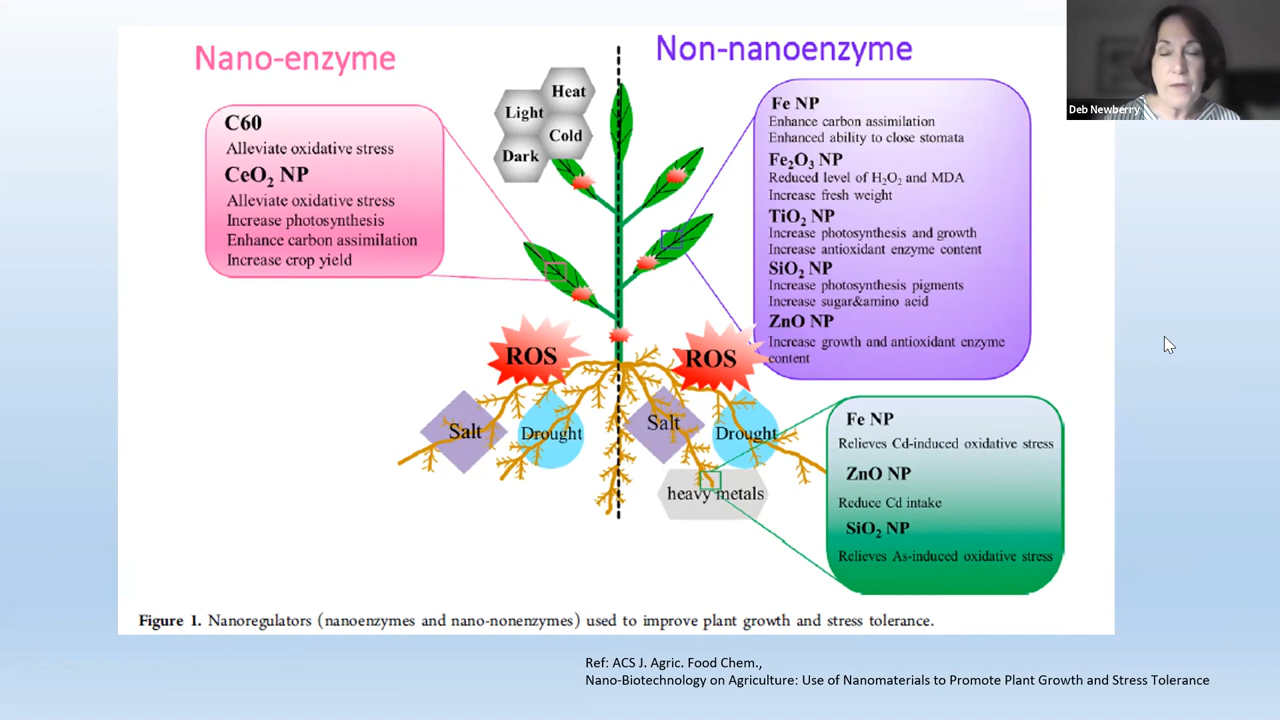 Nano-enzyme
Non-nanoenzyme
Deb Newberry
C60
Alleviate oxidative stress
CeO₂ NP
Alleviate oxidative stress
Increase photosynthesis
Enhance carbon assimilation
Increase crop yield
Heat
Light
Cold
Dark
Fe NP
Enhance carbon assimilation
Enhanced ability to close stomata
Fe₂O₃ NP
Reduced level of H₂O₂ and MDA
Increase fresh weight
TiO₂ NP
Increase photosynthesis and growth
Increase antioxidant enzyme content
SiO₂ NP
Increase photosynthesis pigments
Increase sugar&amino acid
ZnO NP
Increase growth and antioxidant enzyme
content
ROS
ROS
Salt
Drought
Salt
Drought
heavy metals
Fe NP
Relieves Cd-induced oxidative stress
ZnO NP
Reduce Cd intake
SiO₂ NP
Relieves As-induced oxidative stress
Figure 1. Nanoregulators (nanoenzymes and nano-nonenzymes) used to improve plant growth and stress tolerance.
Ref: ACS J. Agric. Food Chem.,
Nano-Biotechnology on Agriculture: Use of Nanomaterials to Promote Plant Growth and Stress Tolerance